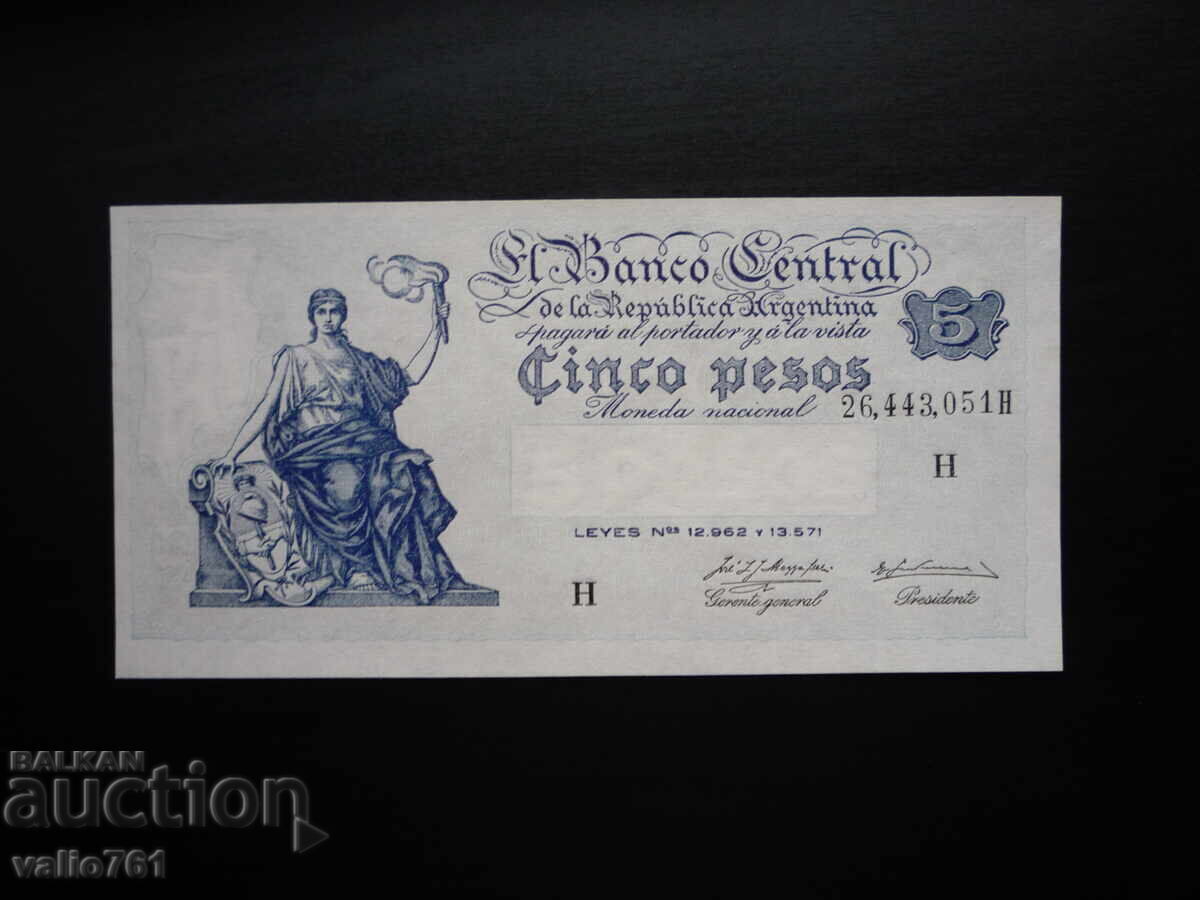 El Banco Central
de la República Argentina
pagará al portador y á la vista
5
Cinco pesos
Moneda nacional
26,443,051H
H
LEYES Nos 12.962 y 13.571
H
Gerente general
Presidente
BALKAN
auction
valio761